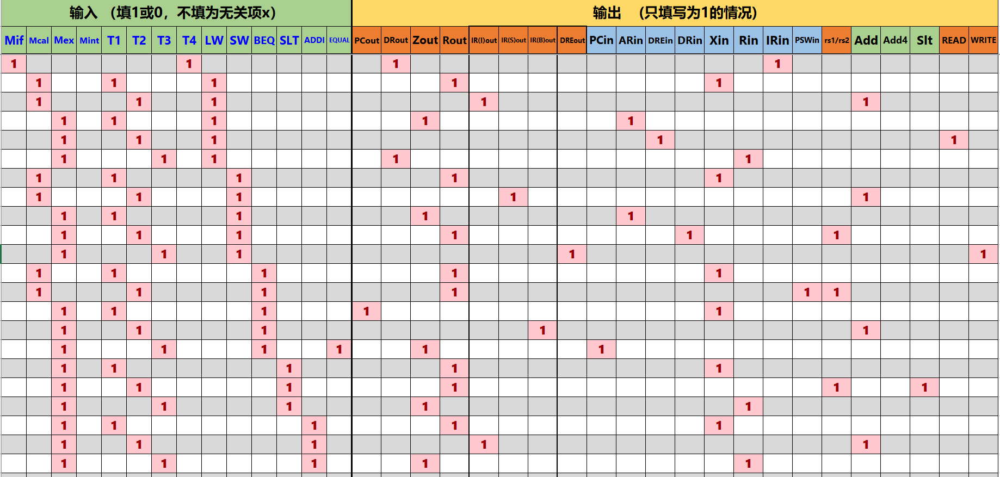 输入 （填1或0，不填为无关项x） 输出 （只填写为1的情况）
Mif Mcal Mex Mint T1 T2 T3 T4 LW SW BEQ SLT ADDI EQUAL PCout DRout Zout Rout IR(I)out IR(S)out IR(B)out DREout PCin ARin DREin DRin Xin Rin IRin PSWin rs1/rs2 Add Add4 Slt READ WRITE
1 1 1 1
1 1 1 1 1
1 1 1 1 1
1 1 1 1 1
1 1 1 1 1
1 1 1 1 1
1 1 1 1 1
1 1 1 1 1
1 1 1 1 1
1 1 1 1 1 1
1 1 1 1 1
1 1 1 1 1
1 1 1 1 1 1
1 1 1 1 1
1 1 1 1 1
1 1 1 1 1 1
1 1 1 1 1
1 1 1 1 1 1
1 1 1 1 1
1 1 1 1 1
1 1 1 1 1
1 1 1 1 1